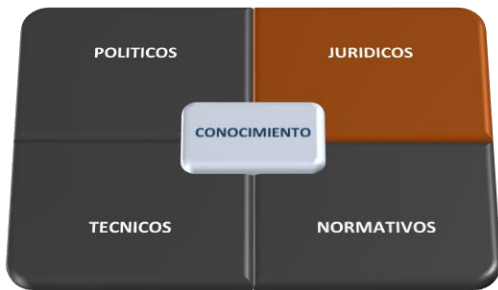 POLITICOS
JURIDICOS
CONOCIMIENTO
TECNICOS
NORMATIVOS